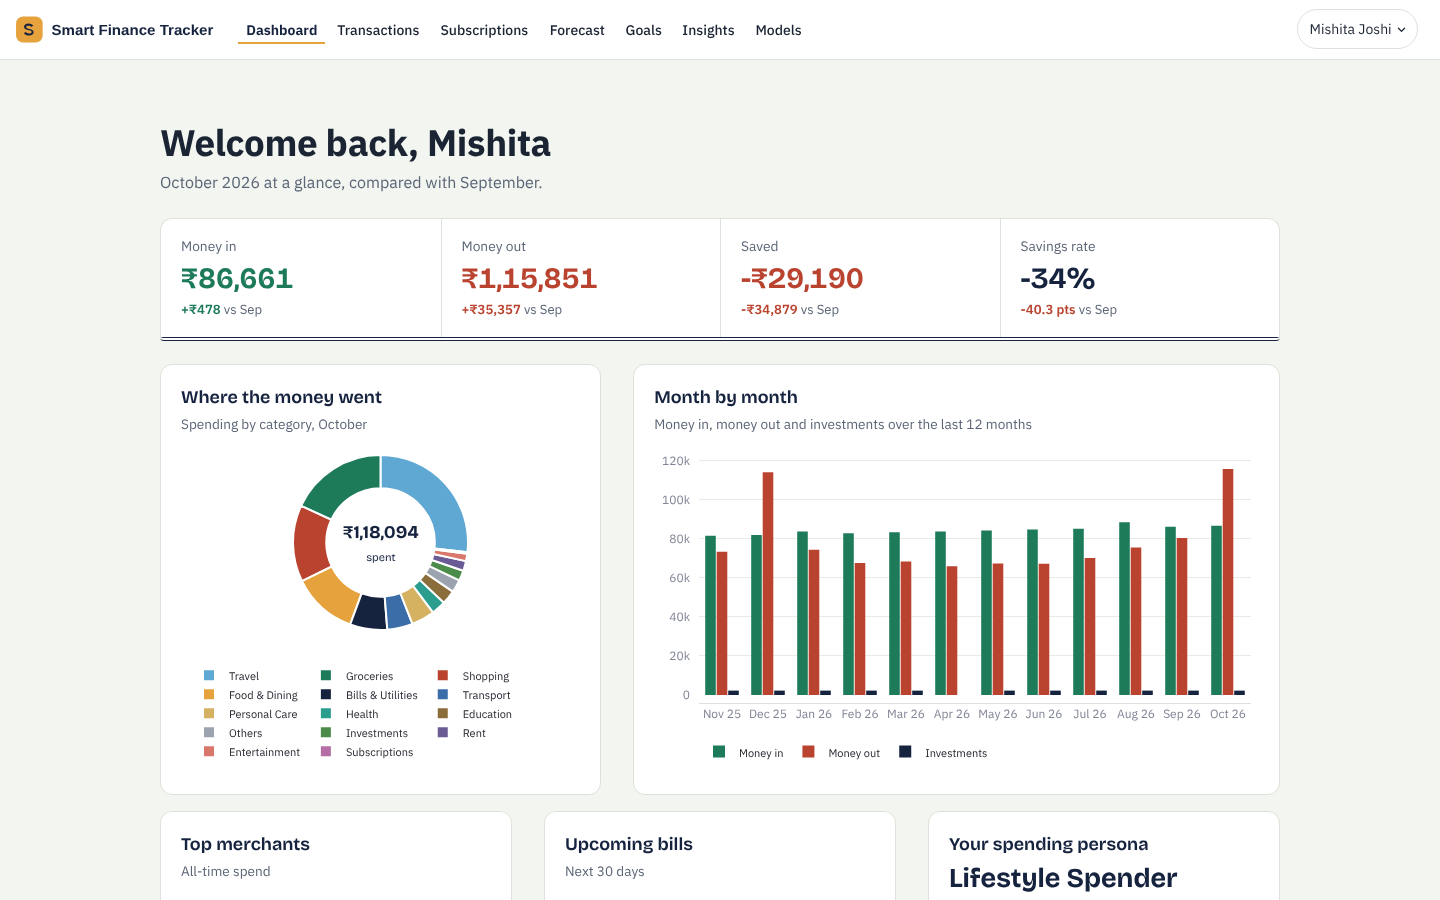 S Smart Finance Tracker Dashboard Transactions Subscriptions Forecast Goals Insights Models Mishita Joshi
Welcome back, Mishita
October 2026 at a glance, compared with September.
Money in Money out Saved Savings rate
₹86,661 ₹1,15,851 -₹29,190 -34%
+₹478 vs Sep +₹35,357 vs Sep -₹34,879 vs Sep -40.3 pts vs Sep
Where the money went
Spending by category, October
₹1,18,094
spent
Travel Groceries Shopping
Food & Dining Bills & Utilities Transport
Personal Care Health Education
Others Investments Rent
Entertainment Subscriptions
Month by month
Money in, money out and investments over the last 12 months
120k
100k
80k
60k
40k
20k
0
Nov 25 Dec 25 Jan 26 Feb 26 Mar 26 Apr 26 May 26 Jun 26 Jul 26 Aug 26 Sep 26 Oct 26
Money in Money out Investments
Top merchants
All-time spend
Upcoming bills
Next 30 days
Your spending persona
Lifestyle Spender